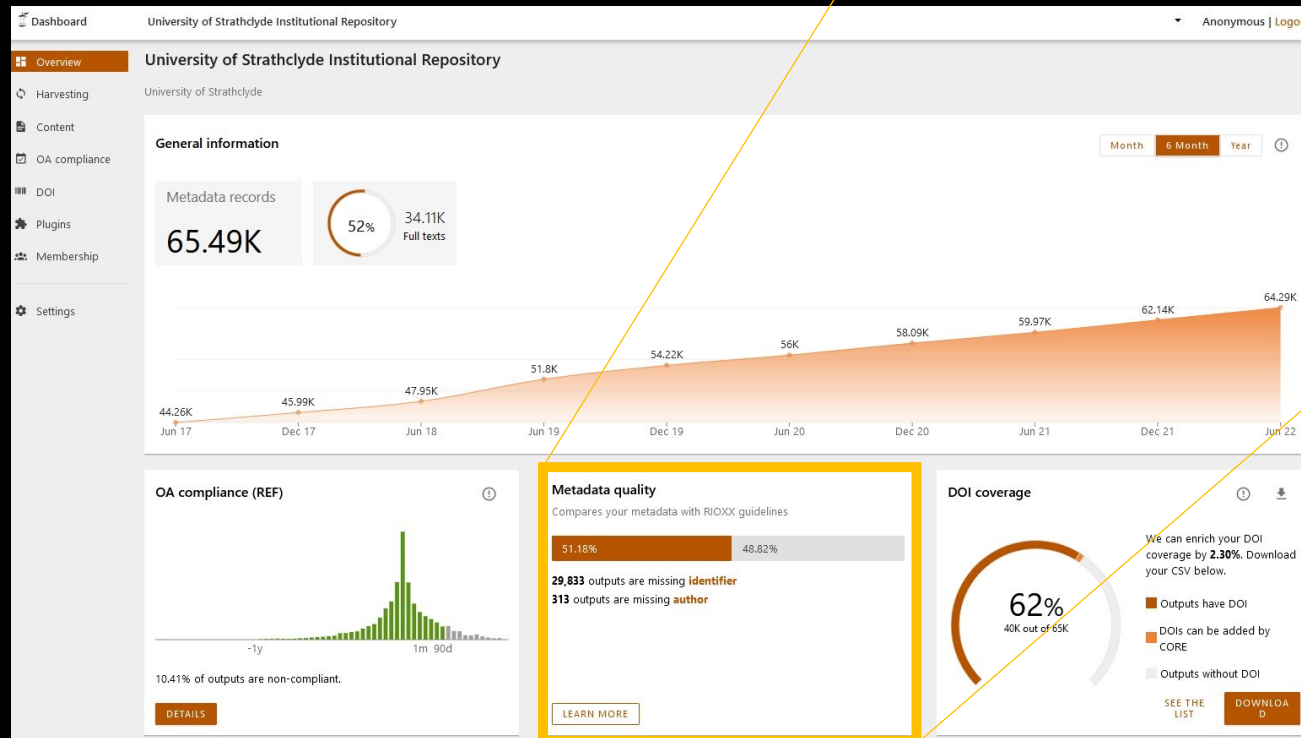 Dashboard
University of Strathclyde Institutional Repository
Anonymous | Logo
Overview
Harvesting
Content
OA compliance
DOI
Plugins
Membership
Settings
University of Strathclyde Institutional Repository
University of Strathclyde
General information
Month 6 Month Year
Metadata records
65.49K
52%
34.11K
Full texts
44.26K
45.99K
47.95K
51.8K
54.22K
56K
58.09K
59.97K
62.14K
64.29K
Jun 17 Dec 17 Jun 18 Jun 19 Dec 19 Jun 20 Dec 20 Jun 21 Dec 21 Jun 22
OA compliance (REF)
-1y 1m 90d
10.41% of outputs are non-compliant.
DETAILS
Metadata quality
Compares your metadata with RIOXX guidelines
51.18% 48.82%
29,833 outputs are missing identifier
313 outputs are missing author
LEARN MORE
DOI coverage
62%
40K out of 65K
We can enrich your DOI
coverage by 2.30%. Download
your CSV below.
Outputs have DOI
DOIs can be added by
CORE
Outputs without DOI
SEE THE
LIST
DOWNLOA
D